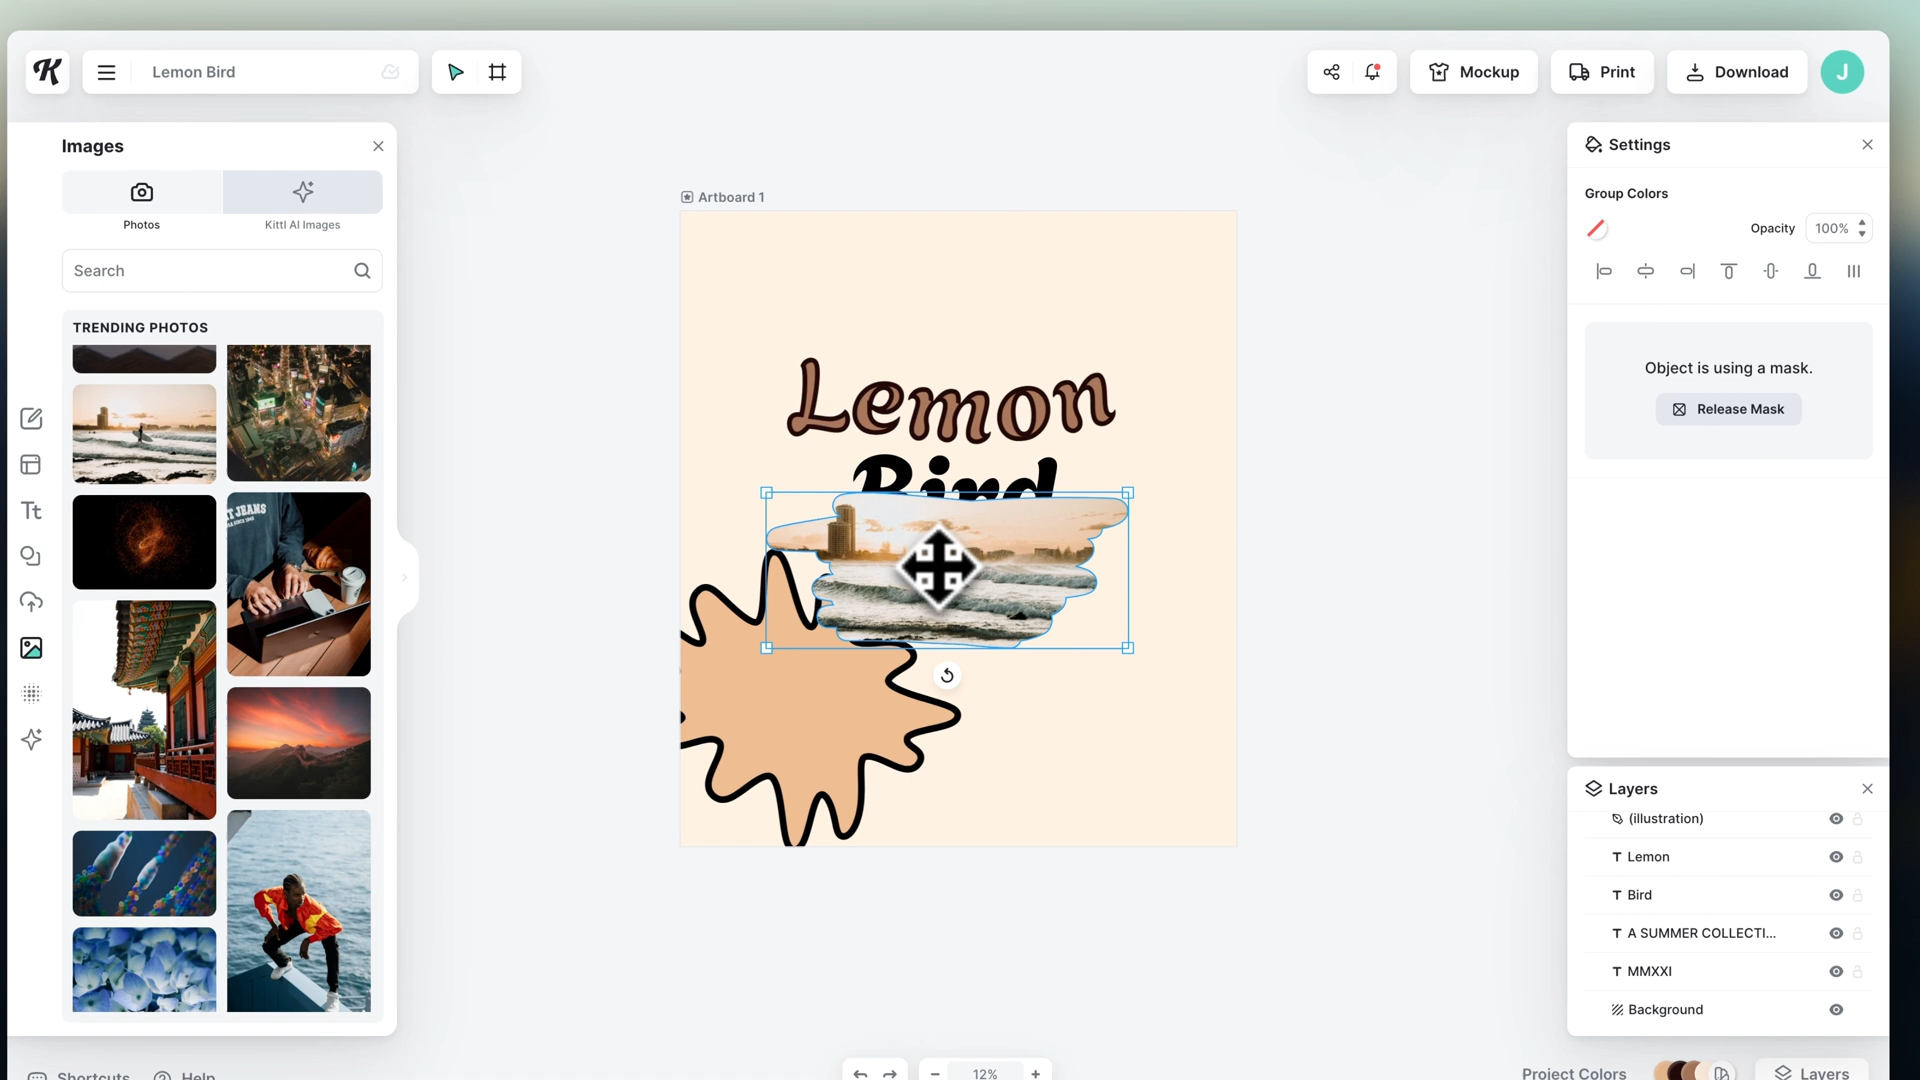 K
Lemon Bird
Mockup
Print
Download
J
Images
Photos
Kittl AI Images
Search
TRENDING PHOTOS
T JEANS
Artboard 1
Lemon
Bird
Settings
Group Colors
Opacity
100%
Object is using a mask.
Release Mask
Layers
(illustration)
Lemon
Bird
A SUMMER COLLECTI...
MMXXI
Background
Shortcuts
Help
12%
Project Colors
Layers